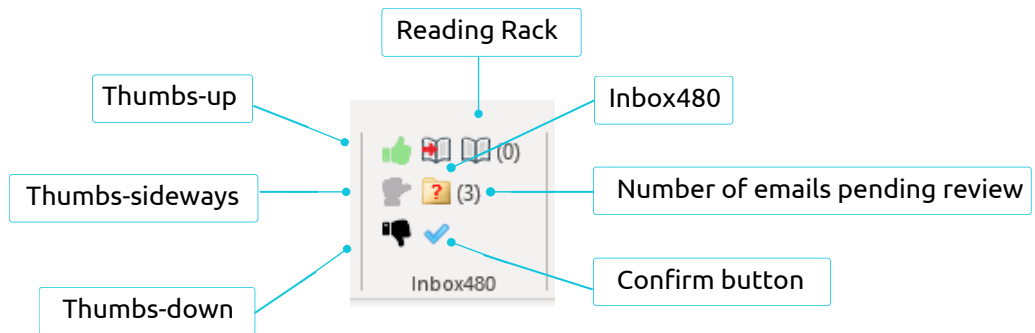 Reading Rack
Thumbs-up
Inbox480
(0)
Thumbs-sideways
? (3)
Number of emails pending review
Inbox480
Confirm button
Thumbs-down